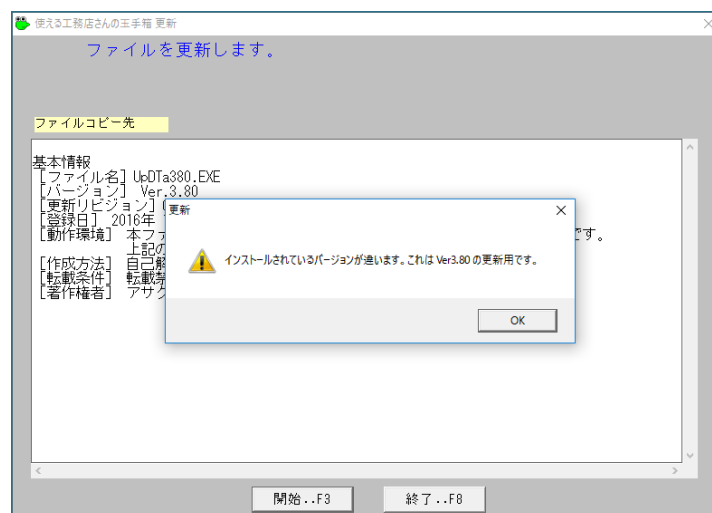 使える工務店さんの玉手箱 更新
ファイルを更新します。
ファイルコピー先
基本情報
[ファイル名] UpDTa380.EXE
[バージョン] Ver.3.80
[更新リビジョン]
[登録日] 2016年
[動作環境] 本ファ です。
上記の
[作成方法] 自己解
[転載条件] 転載禁
[著作権者] アサク
更新
インストールされているバージョンが違います。これは Ver3.80 の更新用です。
OK
開始..F3
終了..F8